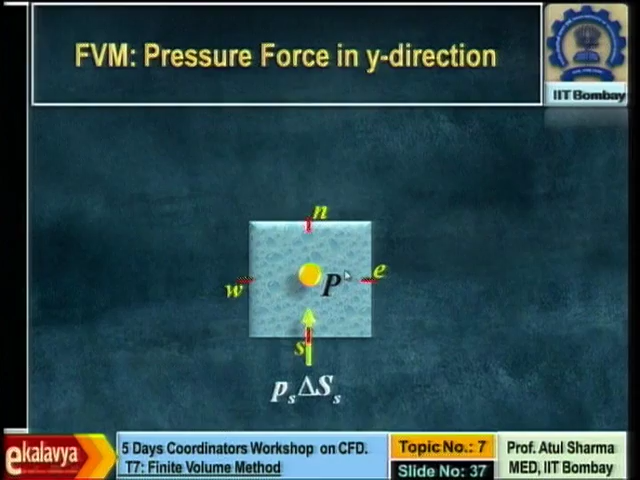 FVM: Pressure Force in y-direction
IIT Bombay
n
w
P
e
s
pₛΔSₛ
ekalavya
5 Days Coordinators Workshop on CFD.
T7: Finite Volume Method
Topic No.: 7
Slide No: 37
Prof. Atul Sharma
MED, IIT Bombay